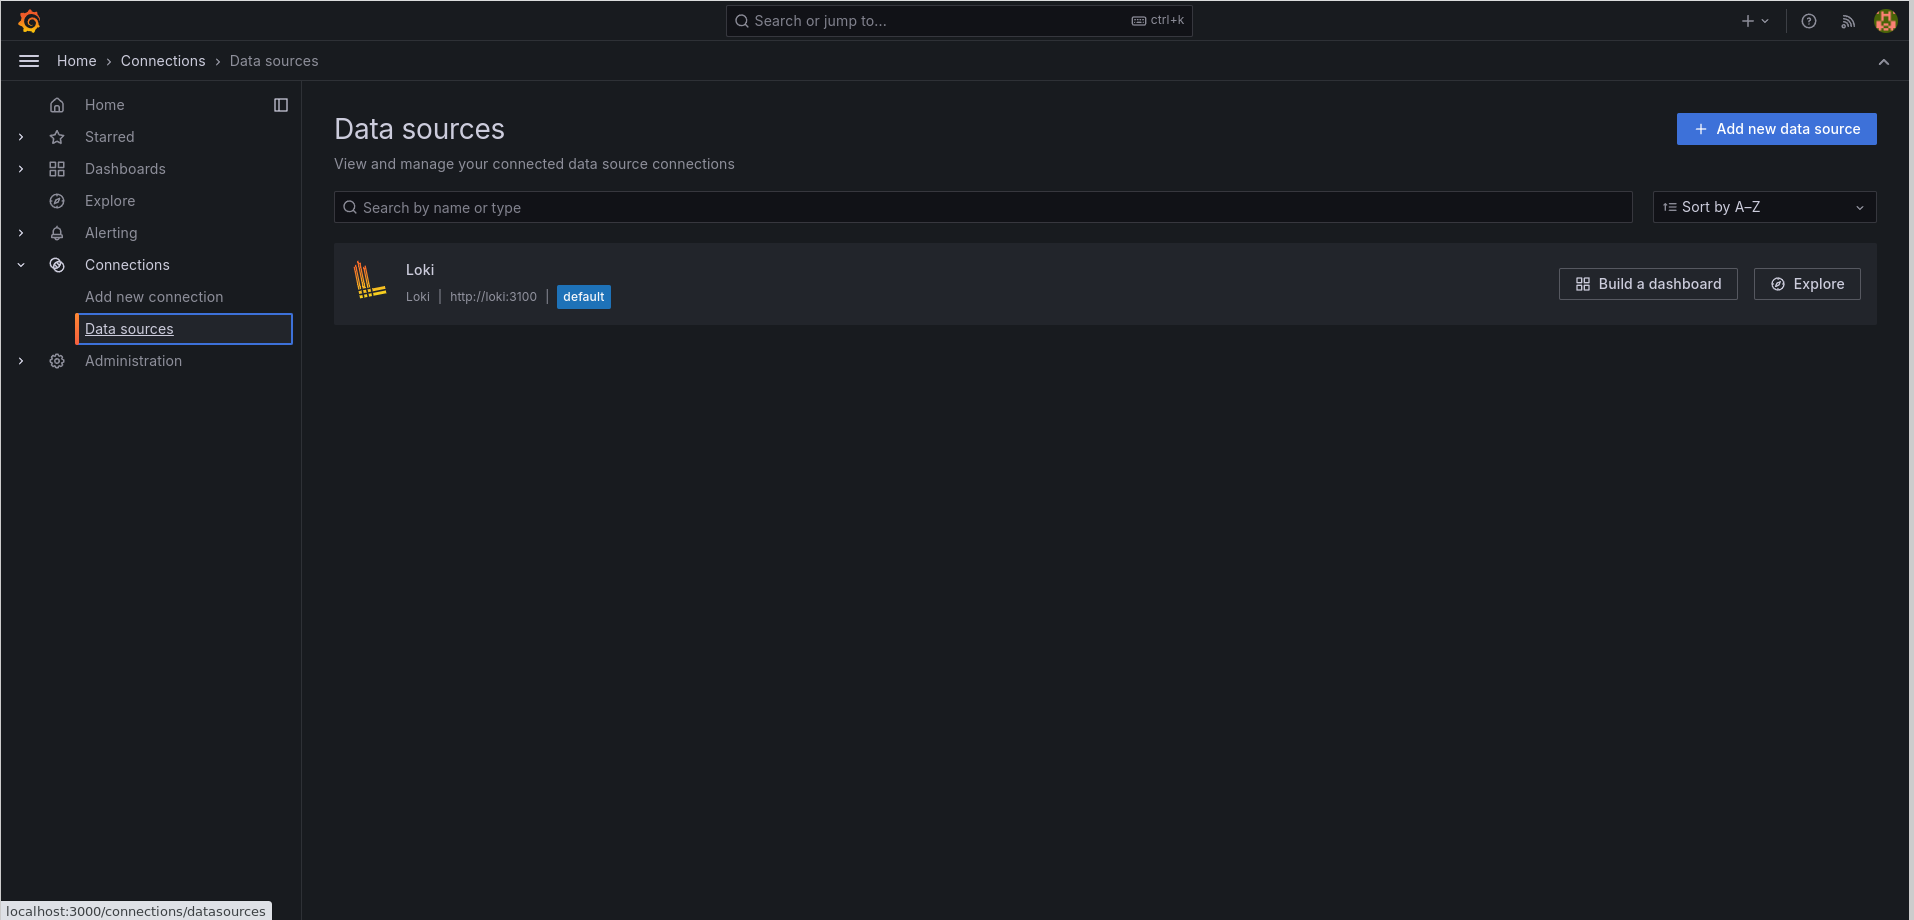 Search or jump to...
ctrl+k
Home › Connections › Data sources
Home
Starred
Dashboards
Explore
Alerting
Connections
Add new connection
Data sources
Administration
Data sources
Add new data source
View and manage your connected data source connections
Search by name or type
Sort by A–Z
Loki
Loki | http://loki:3100 | default
Build a dashboard
Explore
localhost:3000/connections/datasources